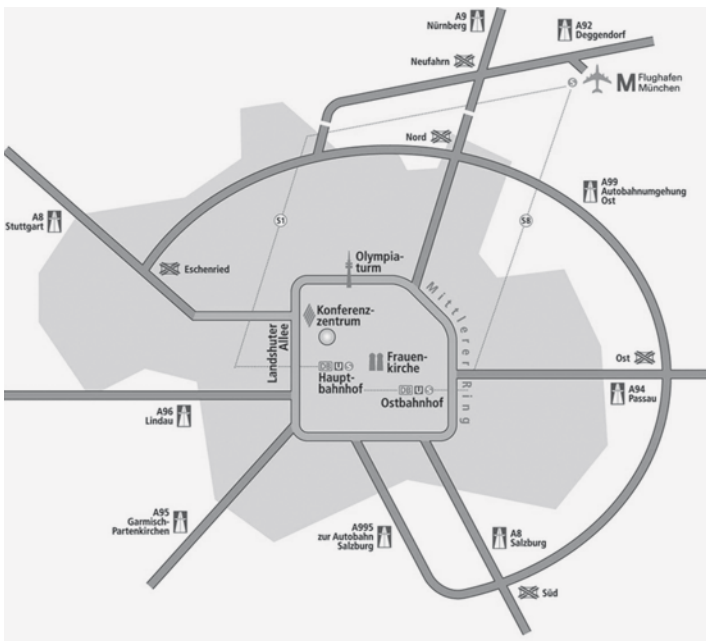 A9
Nürnberg
A92
Deggendorf
Neufahrn
M Flughafen
München
Nord
A99
Autobahnumgehung
Ost
A8
Stuttgart
S1
S8
Eschenried
Olympia-
turm
Mittlerer Ring
Konferenz-
zentrum
Landshuter
Allee
Frauen-
kirche
Ost
DB U S
Haupt-
bahnhof
DB U S
Ostbahnhof
A94
Passau
A96
Lindau
A95
Garmisch-
Partenkirchen
A995
zur Autobahn
Salzburg
A8
Salzburg
Süd